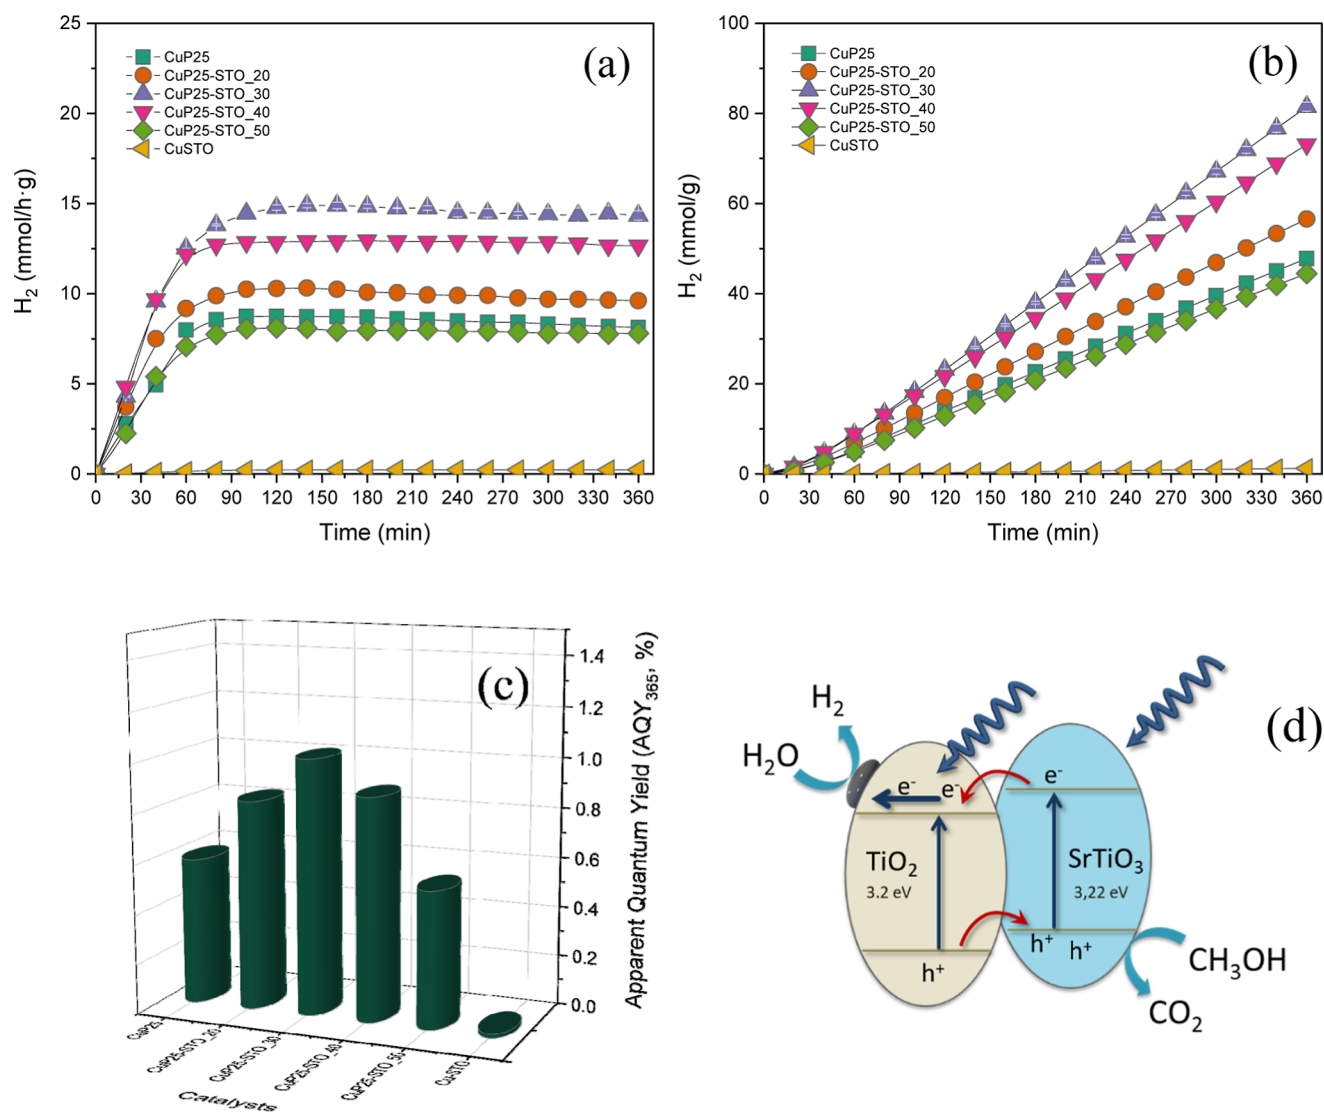 (a)
CuP25
CuP25-STO_20
CuP25-STO_30
CuP25-STO_40
CuP25-STO_50
CuSTO
25
20
15
10
5
0
H₂ (mmol/h·g)
0 30 60 90 120 150 180 210 240 270 300 330 360
Time (min)
(b)
CuP25
CuP25-STO_20
CuP25-STO_30
CuP25-STO_40
CuP25-STO_50
CuSTO
100
80
60
40
20
0
H₂ (mmol/g)
0 30 60 90 120 150 180 210 240 270 300 330 360
Time (min)
(c)
1.4
1.2
1.0
0.8
0.6
0.4
0.2
0.0
Apparent Quantum Yield (AQY₃₆₅, %)
CuP25
CuP25-STO_20
CuP25-STO_30
CuP25-STO_40
CuP25-STO_50
Cu-STO
Catalysts
(d)
H₂
H₂O
e⁻ e⁻
e⁻
TiO₂
3.2 eV
SrTiO₃
3,22 eV
h⁺
h⁺ h⁺
CH₃OH
CO₂